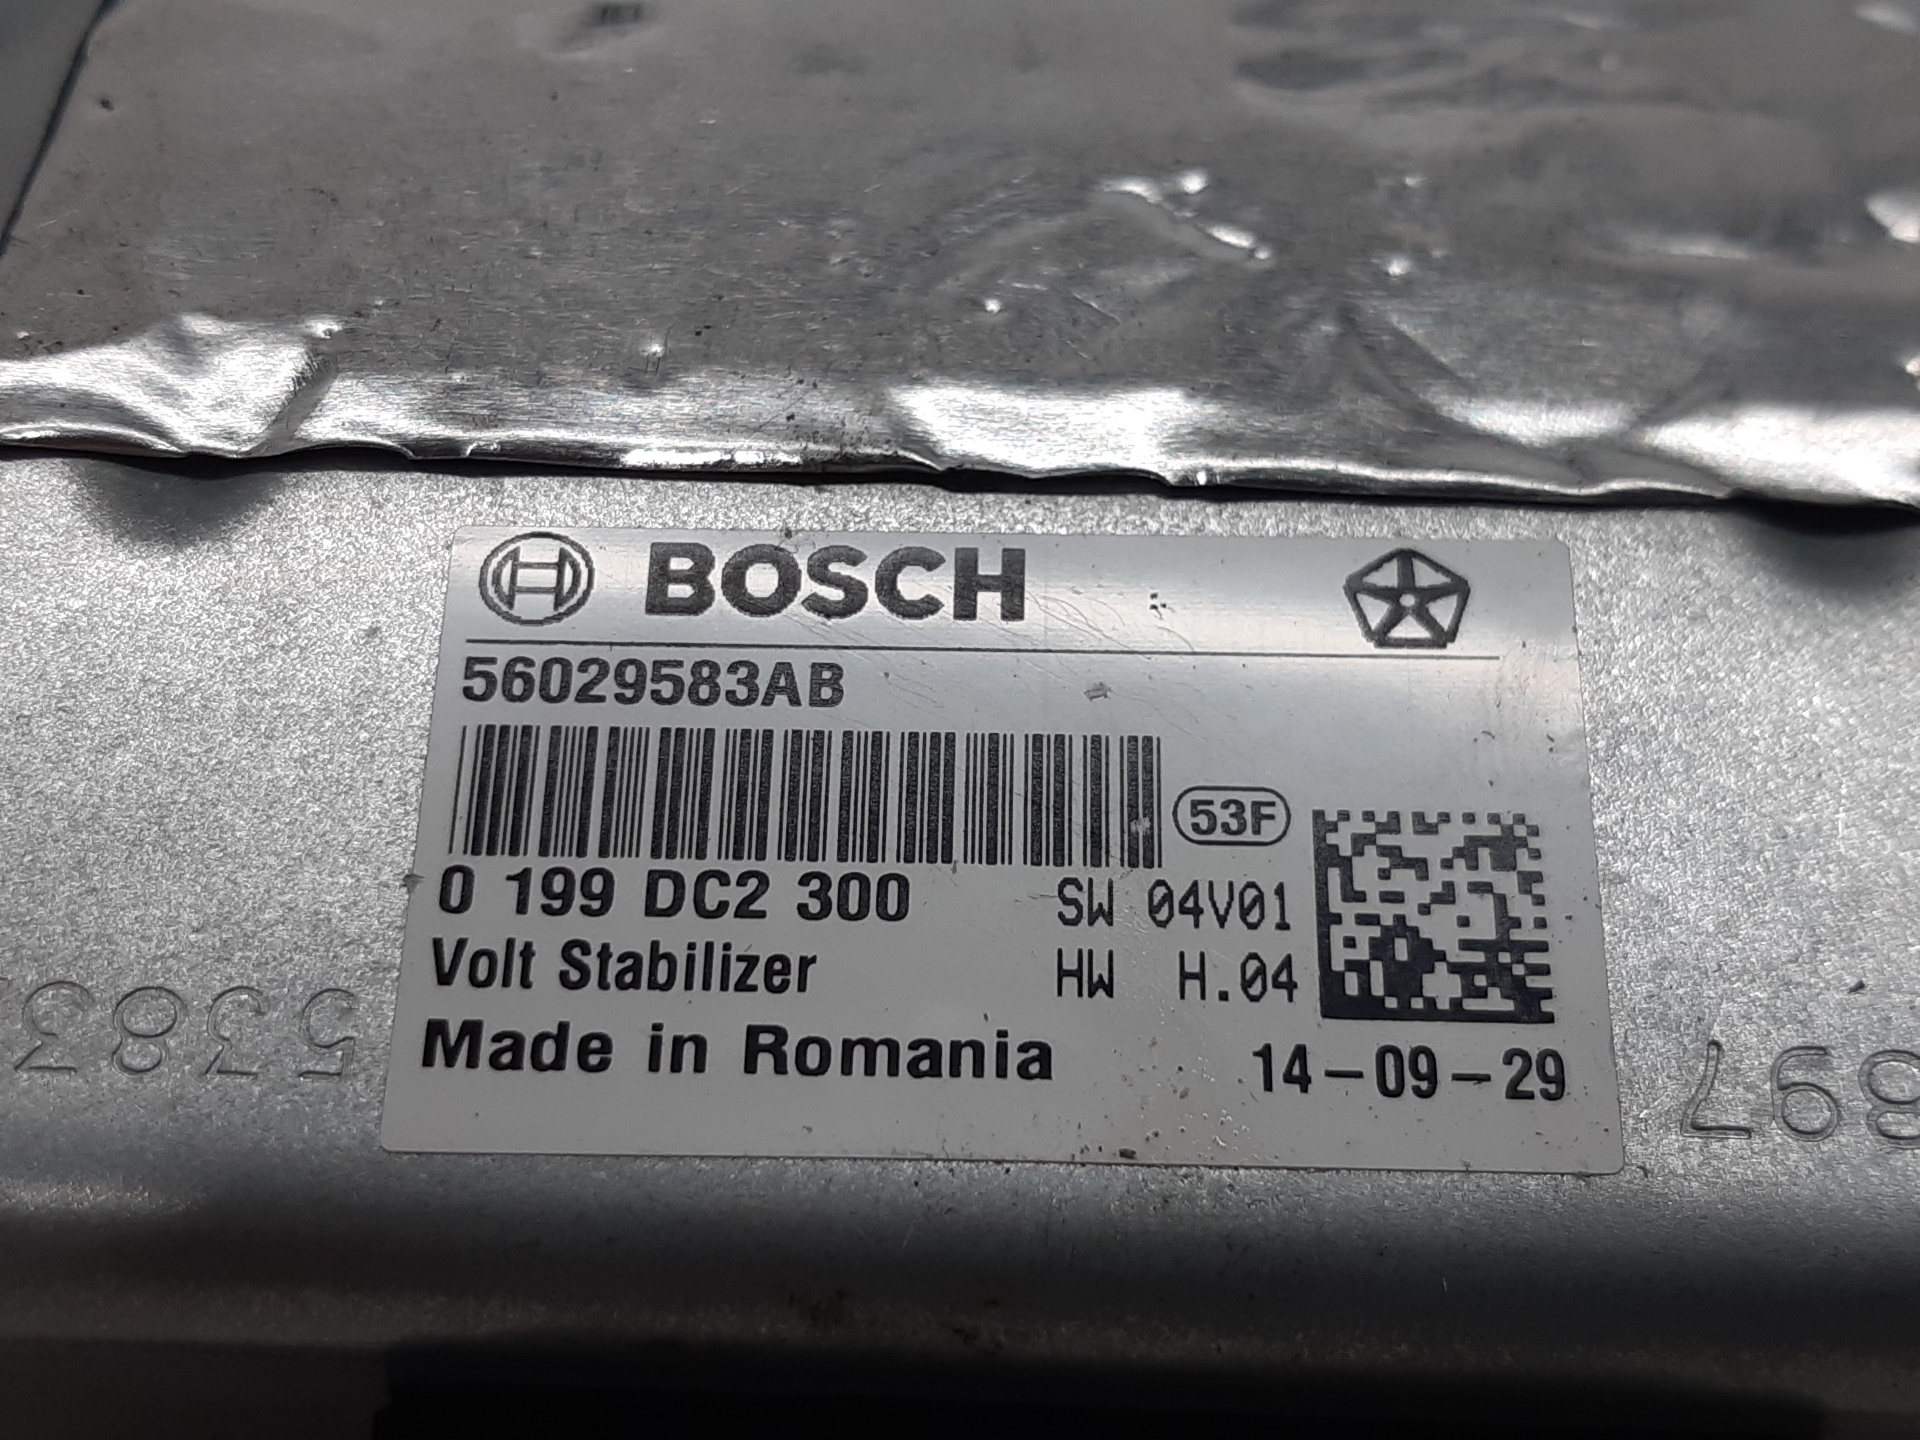 BOSCH
56029583AB
53F
0 199 DC2 300 SW 04V01
Volt Stabilizer HW H.04
Made in Romania 14-09-29
5383
897